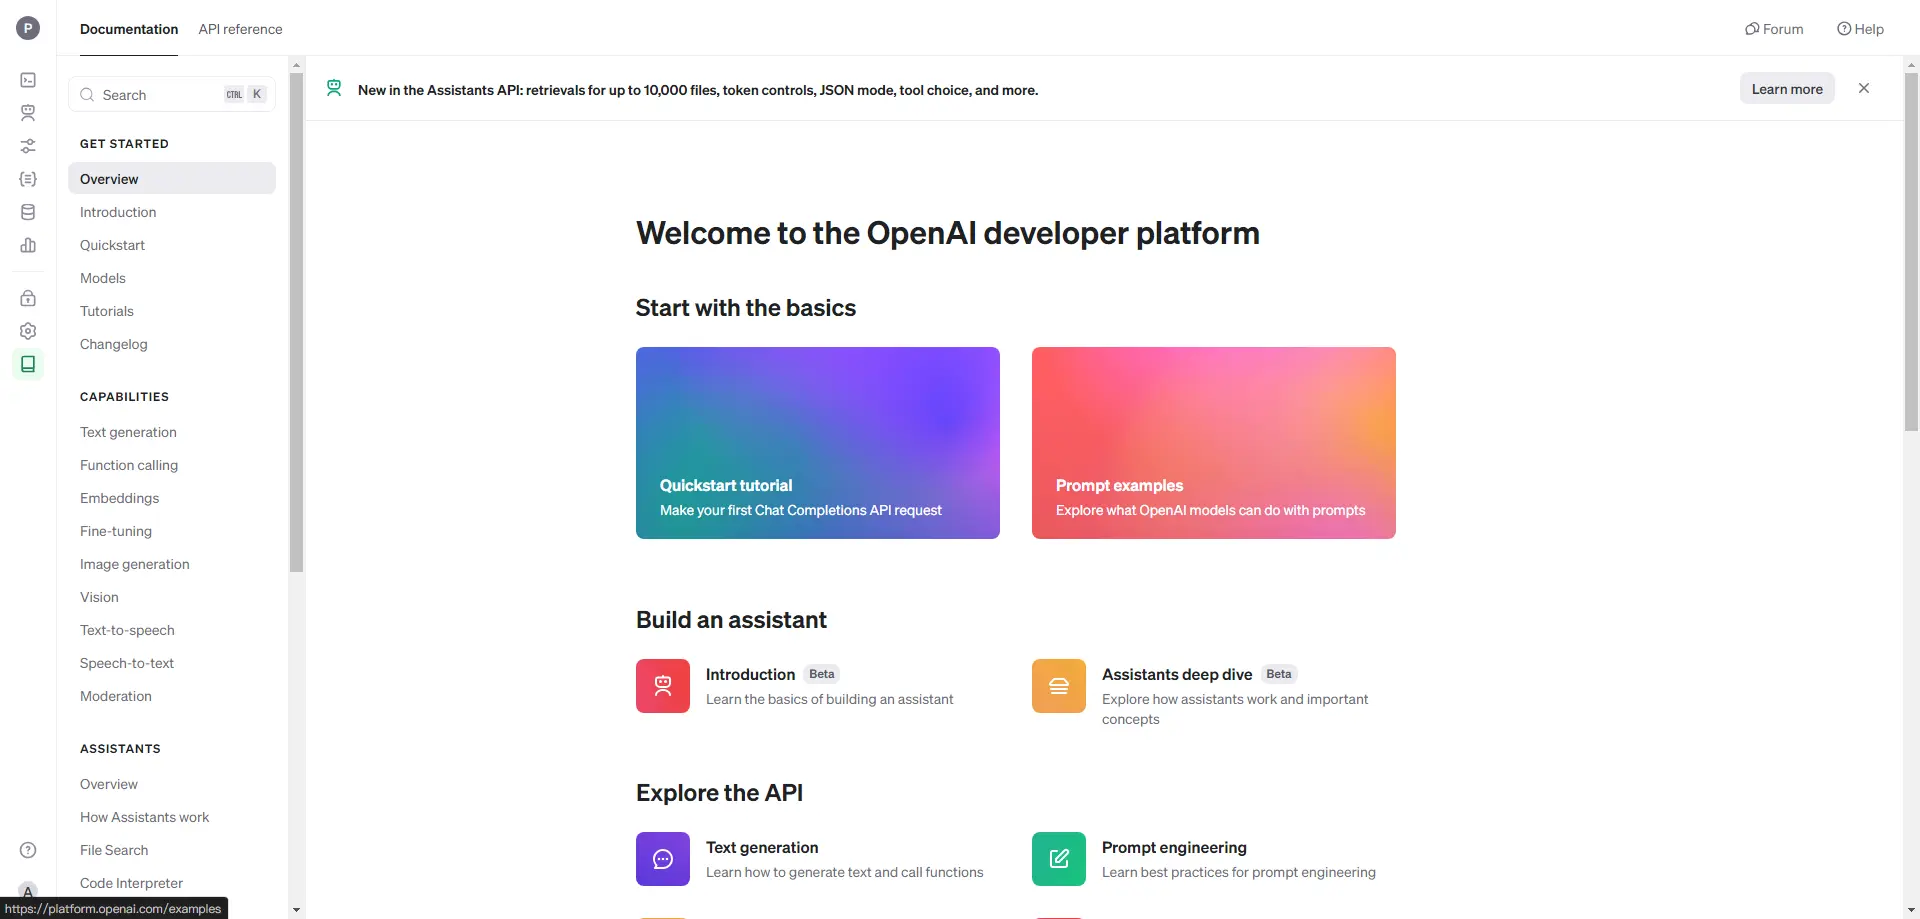 P
Documentation
API reference
Forum
Help
Search
CTRL K
GET STARTED
Overview
Introduction
Quickstart
Models
Tutorials
Changelog
CAPABILITIES
Text generation
Function calling
Embeddings
Fine-tuning
Image generation
Vision
Text-to-speech
Speech-to-text
Moderation
ASSISTANTS
Overview
How Assistants work
File Search
Code Interpreter
A
https://platform.openai.com/examples
New in the Assistants API: retrievals for up to 10,000 files, token controls, JSON mode, tool choice, and more.
Learn more
Welcome to the OpenAI developer platform
Start with the basics
Quickstart tutorial
Make your first Chat Completions API request
Prompt examples
Explore what OpenAI models can do with prompts
Build an assistant
Introduction Beta
Learn the basics of building an assistant
Assistants deep dive Beta
Explore how assistants work and important
concepts
Explore the API
Text generation
Learn how to generate text and call functions
Prompt engineering
Learn best practices for prompt engineering